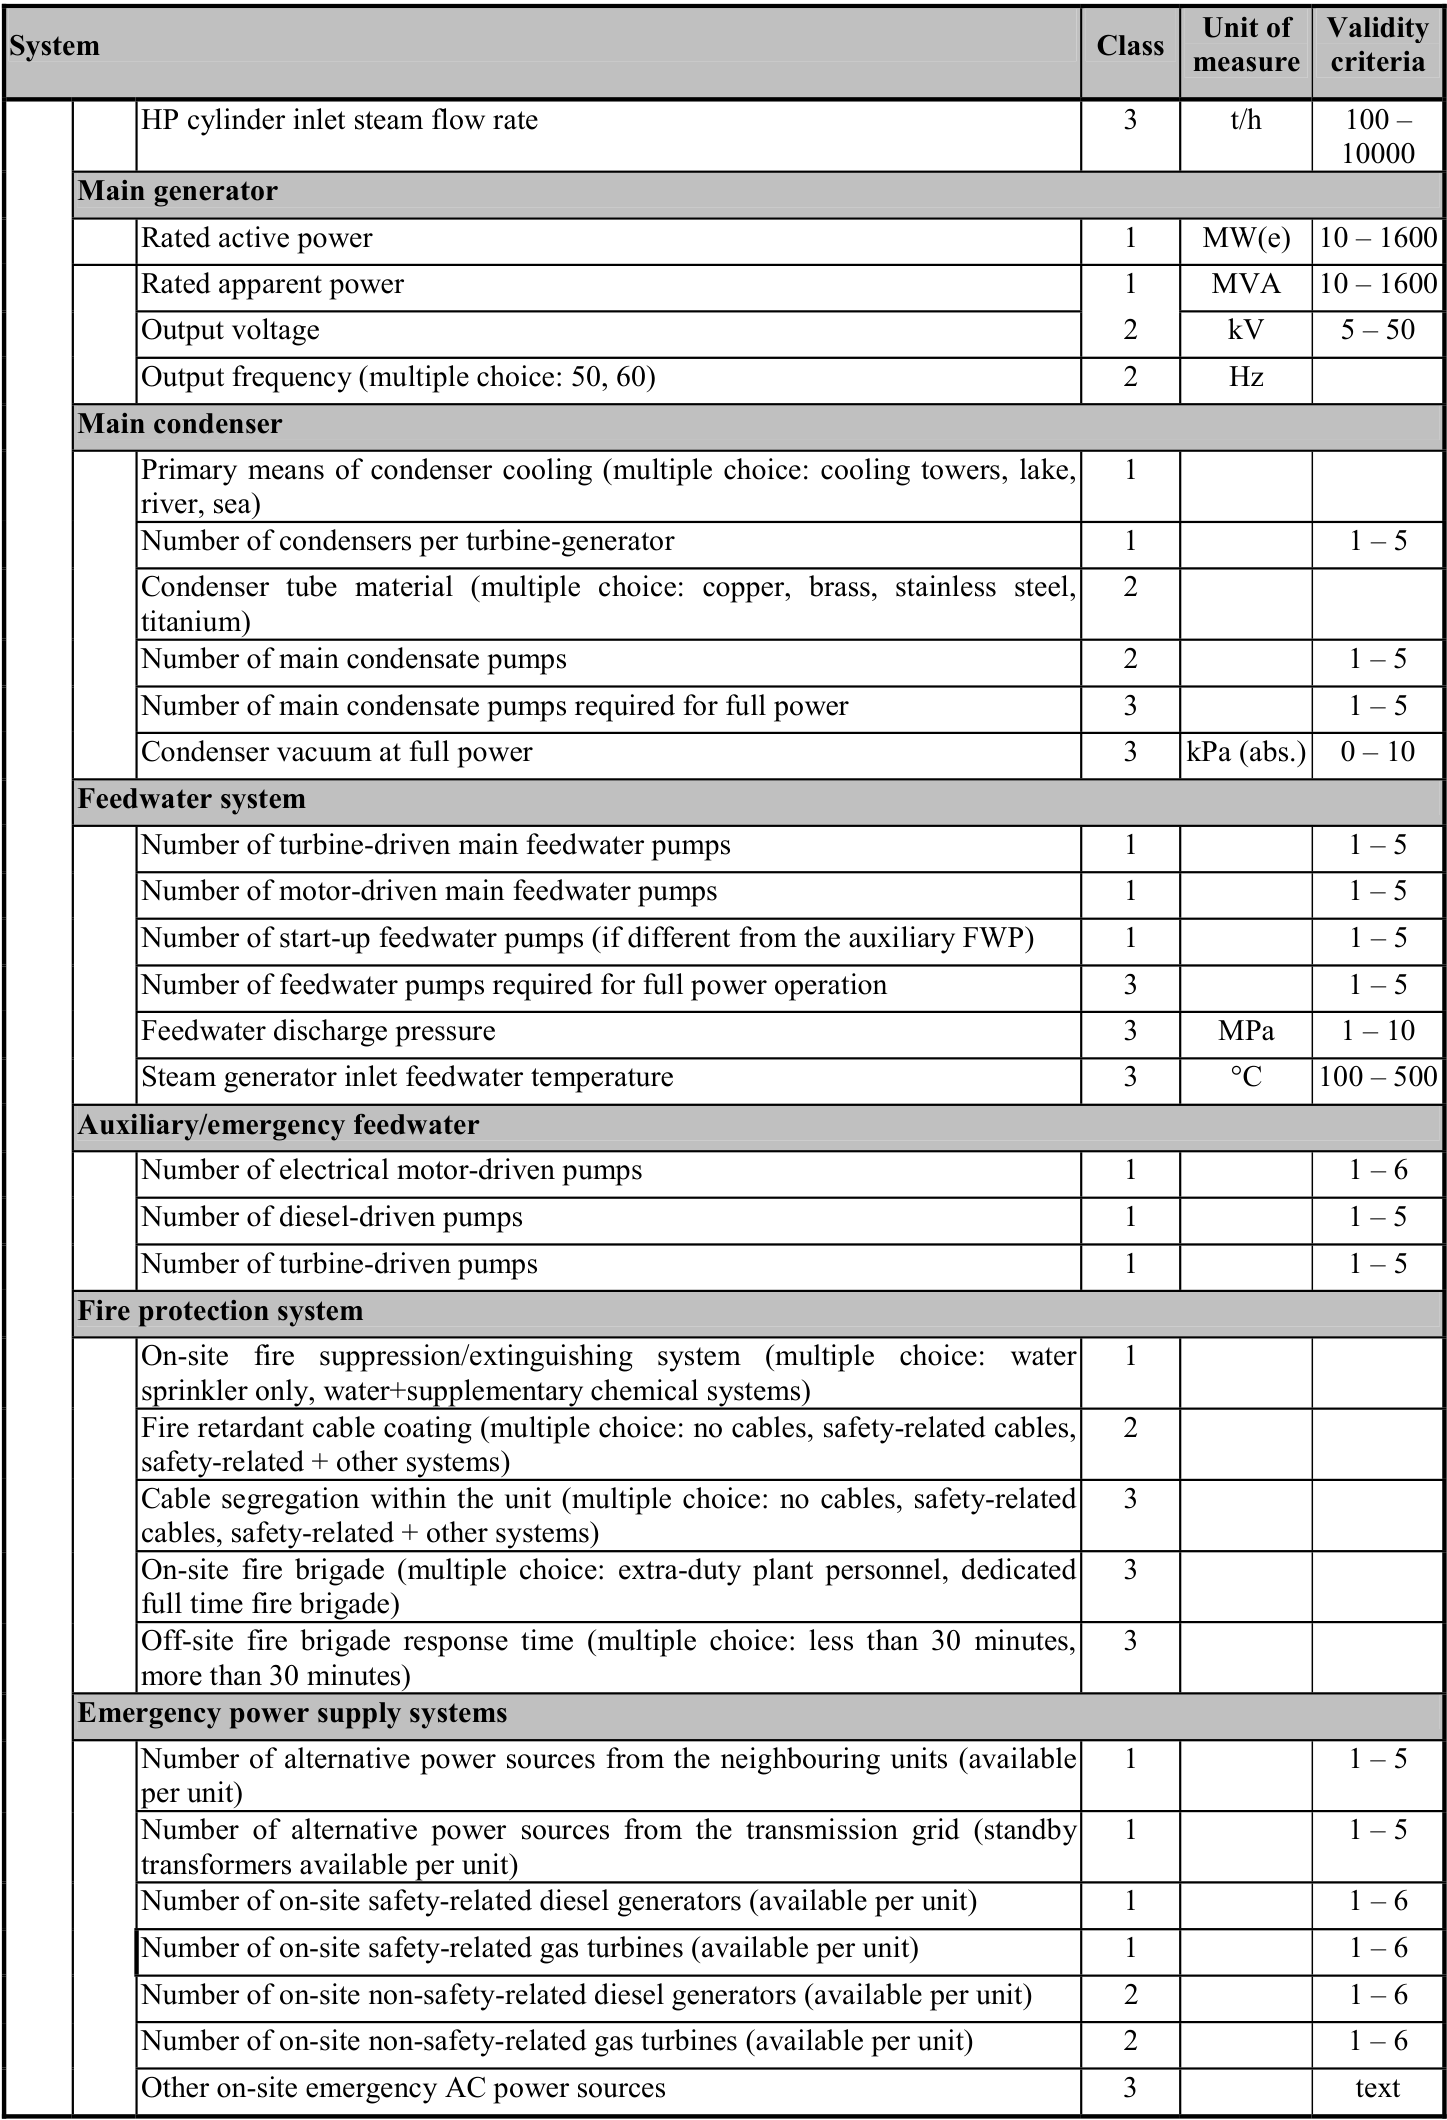 System Class Unit of measure Validity criteria
HP cylinder inlet steam flow rate 3 t/h 100 –
10000
Main generator
Rated active power 1 MW(e) 10 – 1600
Rated apparent power 1 MVA 10 – 1600
Output voltage 2 kV 5 – 50
Output frequency (multiple choice: 50, 60) 2 Hz
Main condenser
Primary means of condenser cooling (multiple choice: cooling towers, lake, 1
river, sea)
Number of condensers per turbine-generator 1 1 – 5
Condenser tube material (multiple choice: copper, brass, stainless steel, 2
titanium)
Number of main condensate pumps 2 1 – 5
Number of main condensate pumps required for full power 3 1 – 5
Condenser vacuum at full power 3 kPa (abs.) 0 – 10
Feedwater system
Number of turbine-driven main feedwater pumps 1 1 – 5
Number of motor-driven main feedwater pumps 1 1 – 5
Number of start-up feedwater pumps (if different from the auxiliary FWP) 1 1 – 5
Number of feedwater pumps required for full power operation 3 1 – 5
Feedwater discharge pressure 3 MPa 1 – 10
Steam generator inlet feedwater temperature 3 °C 100 – 500
Auxiliary/emergency feedwater
Number of electrical motor-driven pumps 1 1 – 6
Number of diesel-driven pumps 1 1 – 5
Number of turbine-driven pumps 1 1 – 5
Fire protection system
On-site fire suppression/extinguishing system (multiple choice: water 1
sprinkler only, water+supplementary chemical systems)
Fire retardant cable coating (multiple choice: no cables, safety-related cables, 2
safety-related + other systems)
Cable segregation within the unit (multiple choice: no cables, safety-related 3
cables, safety-related + other systems)
On-site fire brigade (multiple choice: extra-duty plant personnel, dedicated 3
full time fire brigade)
Off-site fire brigade response time (multiple choice: less than 30 minutes, 3
more than 30 minutes)
Emergency power supply systems
Number of alternative power sources from the neighbouring units (available 1 1 – 5
per unit)
Number of alternative power sources from the transmission grid (standby 1 1 – 5
transformers available per unit)
Number of on-site safety-related diesel generators (available per unit) 1 1 – 6
Number of on-site safety-related gas turbines (available per unit) 1 1 – 6
Number of on-site non-safety-related diesel generators (available per unit) 2 1 – 6
Number of on-site non-safety-related gas turbines (available per unit) 2 1 – 6
Other on-site emergency AC power sources 3 text